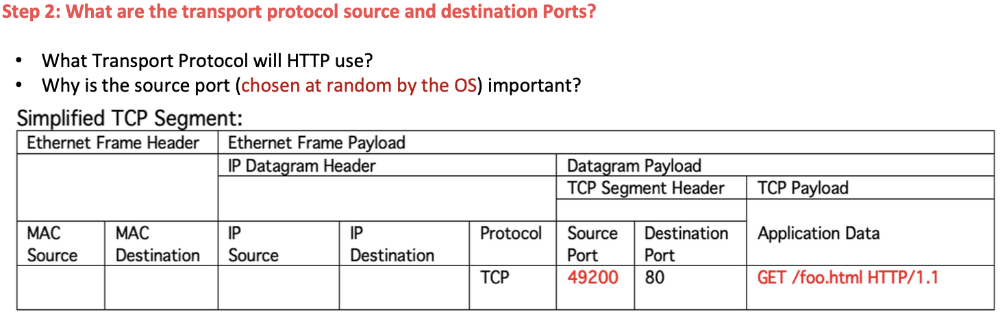 Step 2: What are the transport protocol source and destination Ports?
• What Transport Protocol will HTTP use?
• Why is the source port (chosen at random by the OS) important?
Simplified TCP Segment:
Ethernet Frame Header Ethernet Frame Payload
IP Datagram Header Datagram Payload
TCP Segment Header TCP Payload
MAC Source MAC Destination IP Source IP Destination Protocol Source Port Destination Port Application Data
TCP 49200 80 GET /foo.html HTTP/1.1